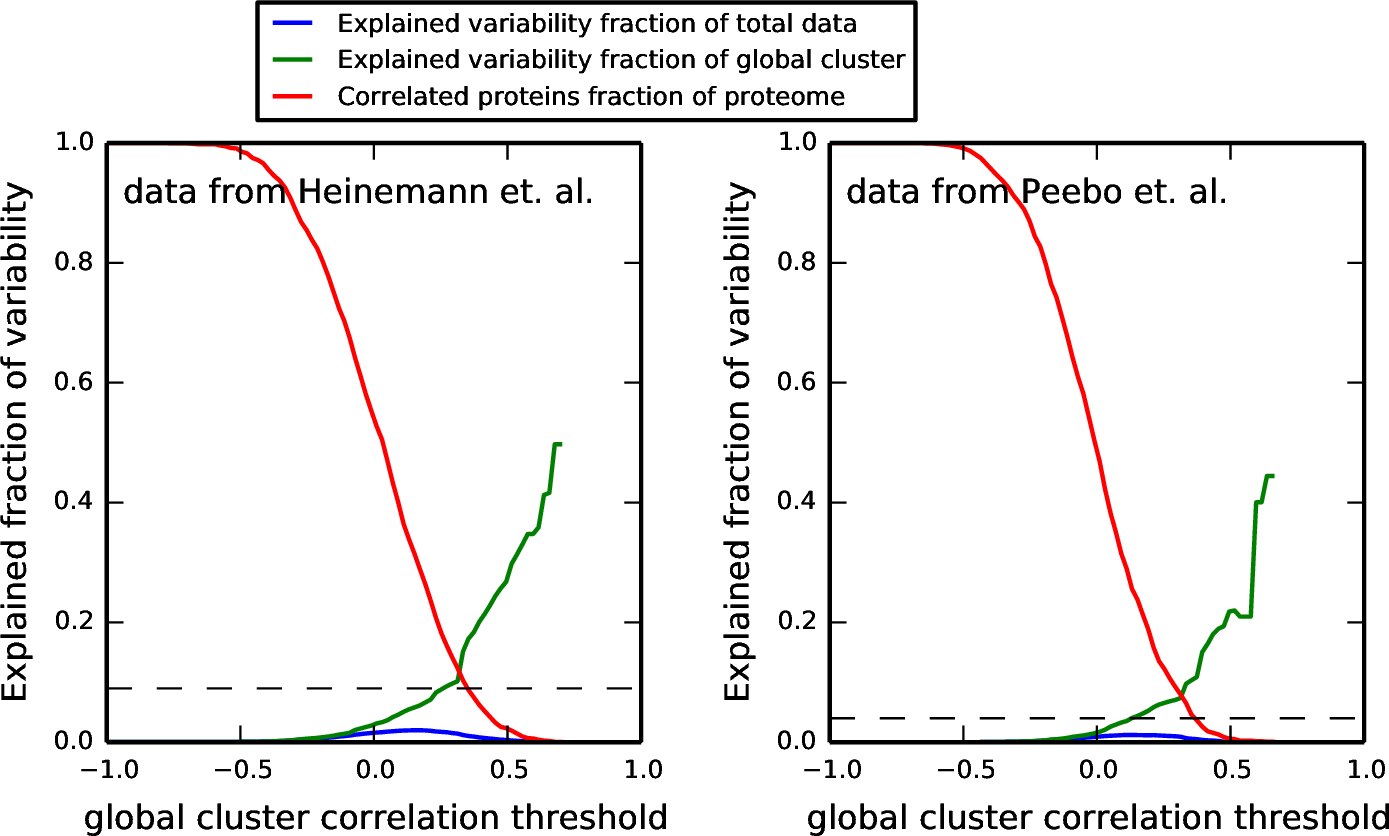 Explained variability fraction of total data
Explained variability fraction of global cluster
Correlated proteins fraction of proteome
data from Heinemann et. al.
Explained fraction of variability
1.0
0.8
0.6
0.4
0.2
0.0
−1.0 −0.5 0.0 0.5 1.0
global cluster correlation threshold
data from Peebo et. al.
Explained fraction of variability
1.0
0.8
0.6
0.4
0.2
0.0
−1.0 −0.5 0.0 0.5 1.0
global cluster correlation threshold